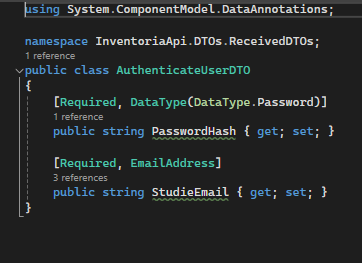 using System.ComponentModel.DataAnnotations;
namespace InventoriaApi.DTOs.ReceivedDTOs;
1 reference
public class AuthenticateUserDTO
{
[Required, DataType(DataType.Password)]
1 reference
public string PasswordHash { get; set; }
[Required, EmailAddress]
3 references
public string StudieEmail { get; set; }
}